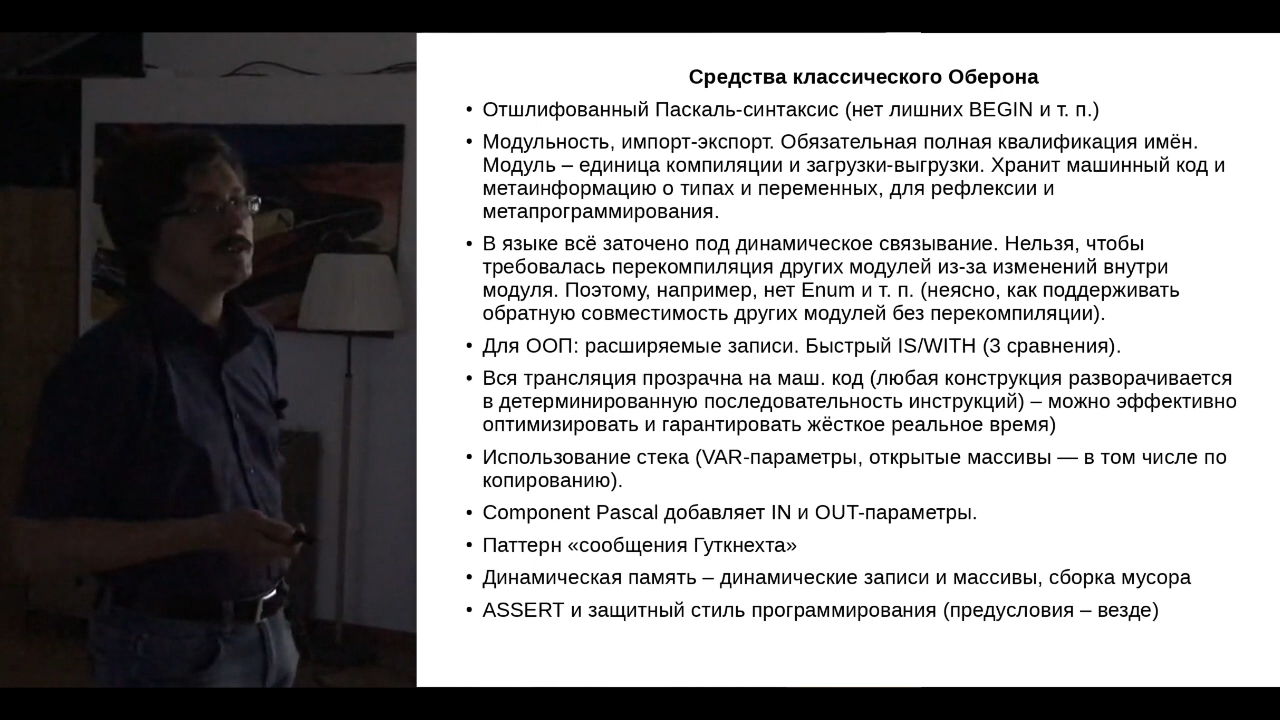 Средства классического Оберона
• Отшлифованный Паскаль-синтаксис (нет лишних BEGIN и т. п.)
• Модульность, импорт-экспорт. Обязательная полная квалификация имён.
Модуль – единица компиляции и загрузки-выгрузки. Хранит машинный код и
метаинформацию о типах и переменных, для рефлексии и
метапрограммирования.
• В языке всё заточено под динамическое связывание. Нельзя, чтобы
требовалась перекомпиляция других модулей из-за изменений внутри
модуля. Поэтому, например, нет Enum и т. п. (неясно, как поддерживать
обратную совместимость других модулей без перекомпиляции).
• Для ООП: расширяемые записи. Быстрый IS/WITH (3 сравнения).
• Вся трансляция прозрачна на маш. код (любая конструкция разворачивается
в детерминированную последовательность инструкций) – можно эффективно
оптимизировать и гарантировать жёсткое реальное время)
• Использование стека (VAR-параметры, открытые массивы — в том числе по
копированию).
• Component Pascal добавляет IN и OUT-параметры.
• Паттерн «сообщения Гуткнехта»
• Динамическая память – динамические записи и массивы, сборка мусора
• ASSERT и защитный стиль программирования (предусловия – везде)